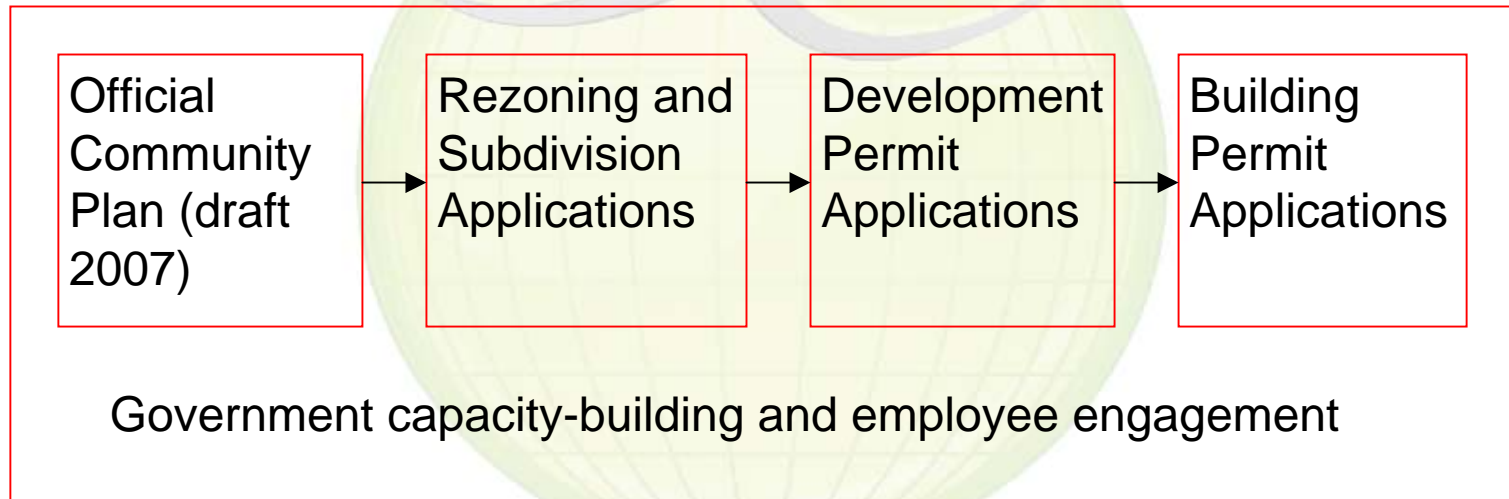 Official
Community
Plan (draft
2007)
Rezoning and
Subdivision
Applications
Development
Permit
Applications
Building
Permit
Applications
Government capacity-building and employee engagement